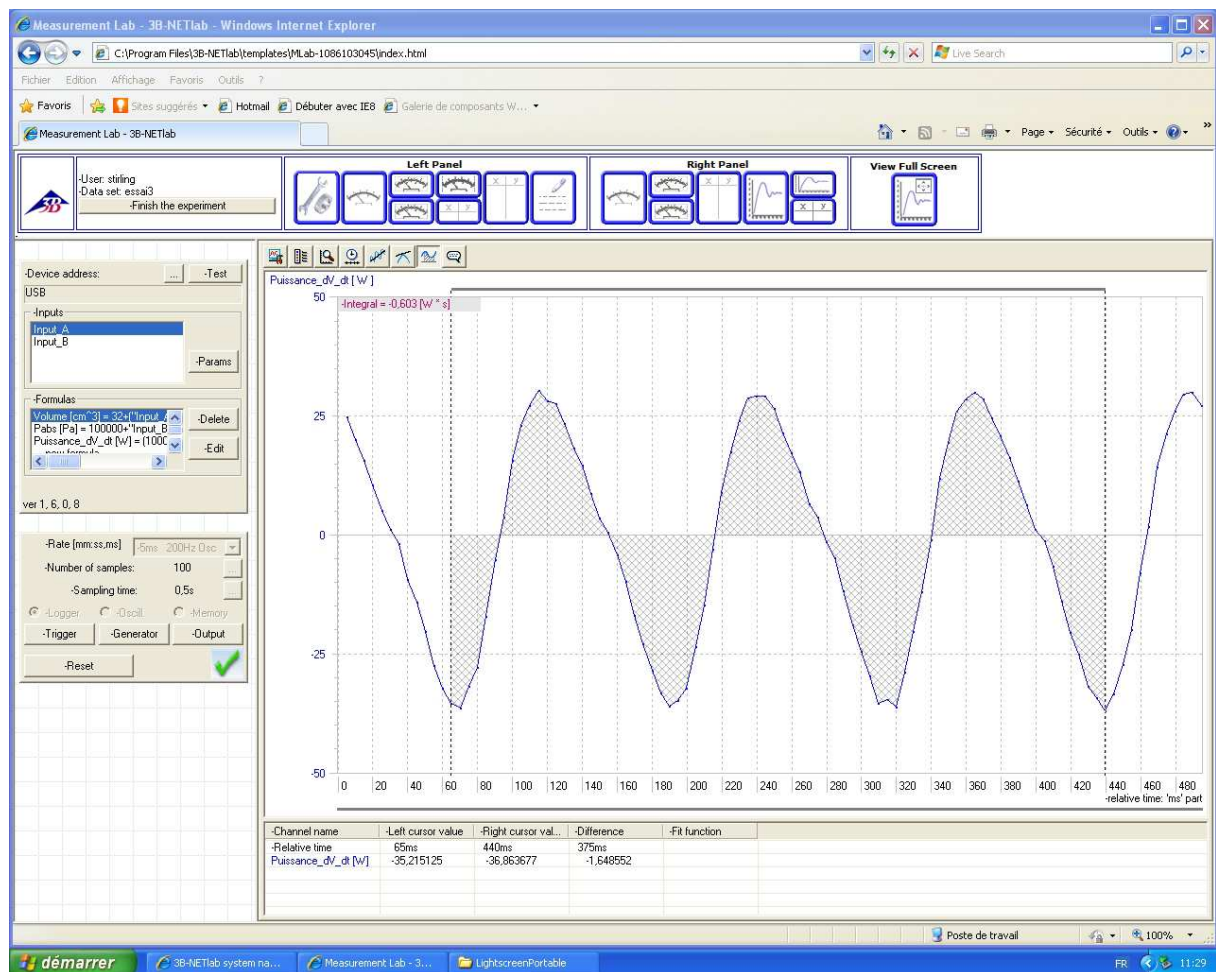 Measurement Lab - 3B-NETlab - Windows Internet Explorer
C:\Program Files\3B-NETlab\templates\MLab-1086103045\index.html
Live Search
Fichier Edition Affichage Favoris Outils ?
Favoris Sites suggérés Hotmail Débuter avec IE8 Galerie de composants W...
Measurement Lab - 3B-NETlab
Page Sécurité Outils »
3B
-User: stirling
-Data set: essai3
-Finish the experiment
Left Panel
x y
x y
Right Panel
x y
x y
View Full Screen
-Device address:
...
-Test
USB
-Inputs
Input_A
Input_B
-Params
-Formulas
Volume [cm^3] = 32+("Input_A
Pabs [Pa] = 100000+"Input_B
Puissance_dV_dt [W] = (1000
-Delete
-Edit
ver 1, 6, 0, 8
-Rate [mm:ss,ms] -5ms 200Hz Osc
-Number of samples: 100 ...
-Sampling time: 0,5s ...
-Logger -Oscill. -Memory
-Trigger -Generator -Output
-Reset
Puissance_dV_dt [ W ]
-Integral = -0,603 [W * s]
50
25
0
-25
-50
0 20 40 60 80 100 120 140 160 180 200 220 240 260 280 300 320 340 360 380 400 420 440 460 480
-relative time: 'ms' part
-Channel name -Left cursor value -Right cursor val... -Difference -Fit function
-Relative time 65ms 440ms 375ms
Puissance_dV_dt [W] -35,215125 -36,863677 -1,648552
Poste de travail
100%
démarrer
3B-NETlab system na...
Measurement Lab - 3...
LightscreenPortable
FR
11:29